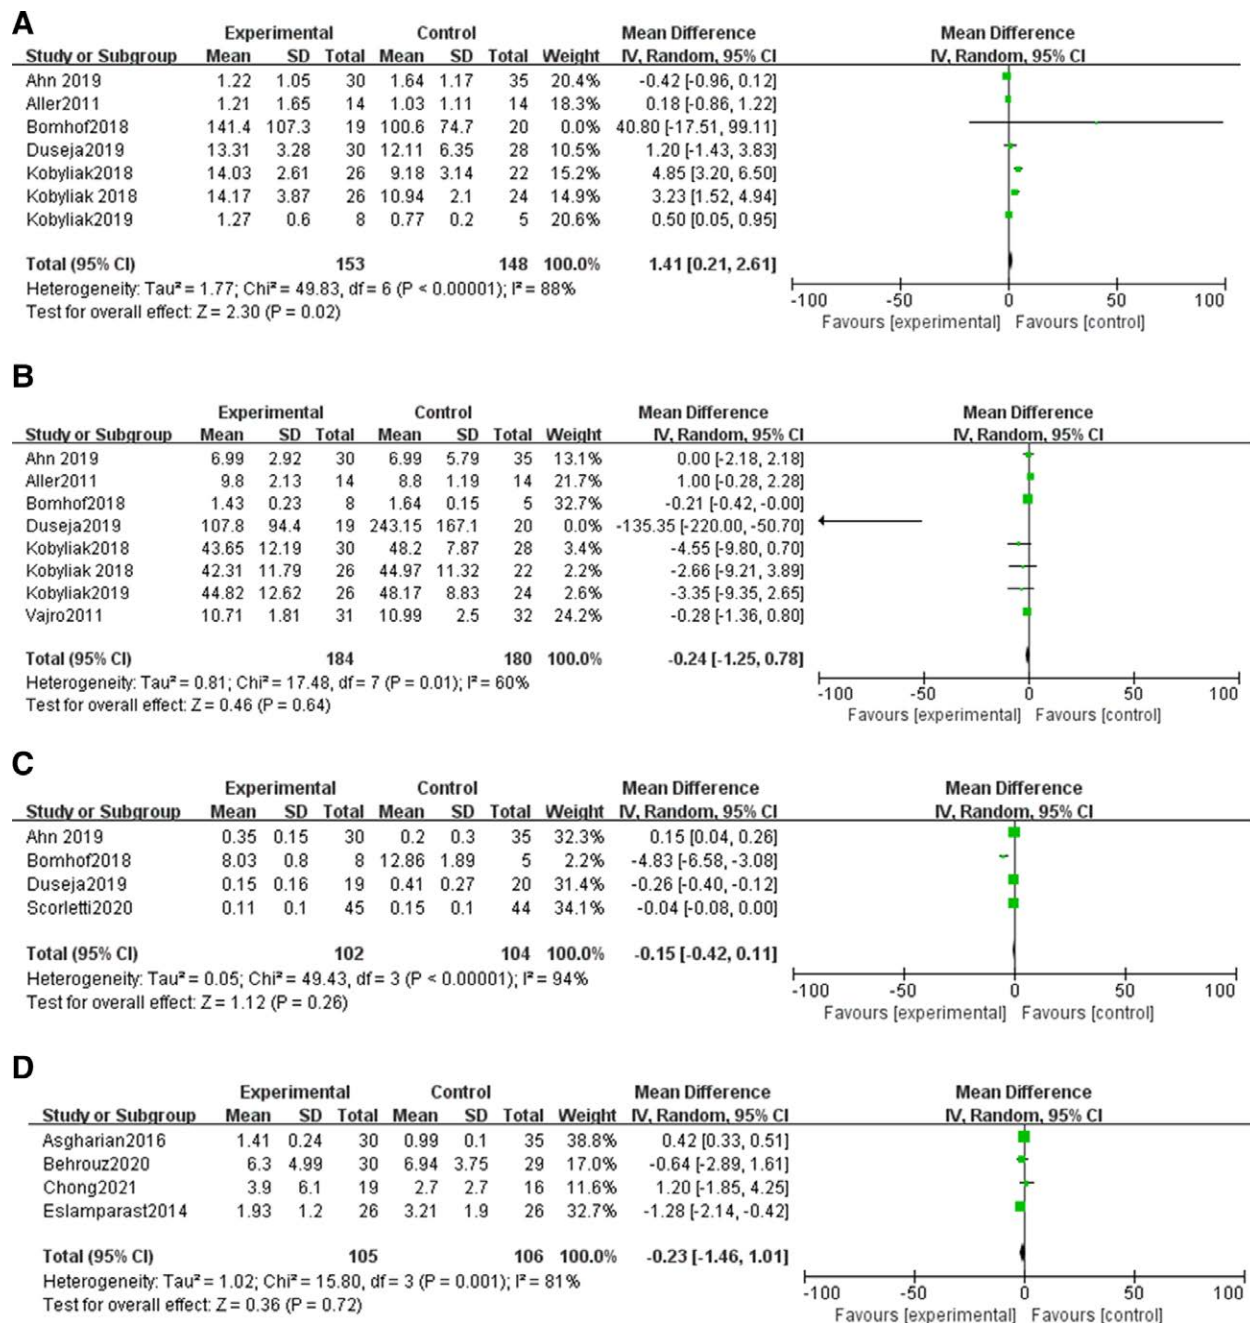 A
Experimental Control Mean Difference Mean Difference
Study or Subgroup Mean SD Total Mean SD Total Weight IV, Random, 95% CI IV, Random, 95% CI
Ahn 2019 1.22 1.05 30 1.64 1.17 35 20.4% -0.42 [-0.96, 0.12]
Aller2011 1.21 1.65 14 1.03 1.11 14 18.3% 0.18 [-0.86, 1.22]
Bomhof2018 141.4 107.3 19 100.6 74.7 20 0.0% 40.80 [-17.51, 99.11]
Duseja2019 13.31 3.28 30 12.11 6.35 28 10.5% 1.20 [-1.43, 3.83]
Kobyliak2018 14.03 2.61 26 9.18 3.14 22 15.2% 4.85 [3.20, 6.50]
Kobyliak 2018 14.17 3.87 26 10.94 2.1 24 14.9% 3.23 [1.52, 4.94]
Kobyliak2019 1.27 0.6 8 0.77 0.2 5 20.6% 0.50 [0.05, 0.95]
Total (95% CI) 153 148 100.0% 1.41 [0.21, 2.61]
Heterogeneity: Tau² = 1.77; Chi² = 49.83, df = 6 (P < 0.00001); I² = 88%
Test for overall effect: Z = 2.30 (P = 0.02)
-100 -50 0 50 100
Favours [experimental] Favours [control]
B
Experimental Control Mean Difference Mean Difference
Study or Subgroup Mean SD Total Mean SD Total Weight IV, Random, 95% CI IV, Random, 95% CI
Ahn 2019 6.99 2.92 30 6.99 5.79 35 13.1% 0.00 [-2.18, 2.18]
Aller2011 9.8 2.13 14 8.8 1.19 14 21.7% 1.00 [-0.28, 2.28]
Bomhof2018 1.43 0.23 8 1.64 0.15 5 32.7% -0.21 [-0.42, -0.00]
Duseja2019 107.8 94.4 19 243.15 167.1 20 0.0% -135.35 [-220.00, -50.70]
Kobyliak2018 43.65 12.19 30 48.2 7.87 28 3.4% -4.55 [-9.80, 0.70]
Kobyliak 2018 42.31 11.79 26 44.97 11.32 22 2.2% -2.66 [-9.21, 3.89]
Kobyliak2019 44.82 12.62 26 48.17 8.83 24 2.6% -3.35 [-9.35, 2.65]
Vajro2011 10.71 1.81 31 10.99 2.5 32 24.2% -0.28 [-1.36, 0.80]
Total (95% CI) 184 180 100.0% -0.24 [-1.25, 0.78]
Heterogeneity: Tau² = 0.81; Chi² = 17.48, df = 7 (P = 0.01); I² = 60%
Test for overall effect: Z = 0.46 (P = 0.64)
-100 -50 0 50 100
Favours [experimental] Favours [control]
C
Experimental Control Mean Difference Mean Difference
Study or Subgroup Mean SD Total Mean SD Total Weight IV, Random, 95% CI IV, Random, 95% CI
Ahn 2019 0.35 0.15 30 0.2 0.3 35 32.3% 0.15 [0.04, 0.26]
Bomhof2018 8.03 0.8 8 12.86 1.89 5 2.2% -4.83 [-6.58, -3.08]
Duseja2019 0.15 0.16 19 0.41 0.27 20 31.4% -0.26 [-0.40, -0.12]
Scorletti2020 0.11 0.1 45 0.15 0.1 44 34.1% -0.04 [-0.08, 0.00]
Total (95% CI) 102 104 100.0% -0.15 [-0.42, 0.11]
Heterogeneity: Tau² = 0.05; Chi² = 49.43, df = 3 (P < 0.00001); I² = 94%
Test for overall effect: Z = 1.12 (P = 0.26)
-100 -50 0 50 100
Favours [experimental] Favours [control]
D
Experimental Control Mean Difference Mean Difference
Study or Subgroup Mean SD Total Mean SD Total Weight IV, Random, 95% CI IV, Random, 95% CI
Asgharian2016 1.41 0.24 30 0.99 0.1 35 38.8% 0.42 [0.33, 0.51]
Behrouz2020 6.3 4.99 30 6.94 3.75 29 17.0% -0.64 [-2.89, 1.61]
Chong2021 3.9 6.1 19 2.7 2.7 16 11.6% 1.20 [-1.85, 4.25]
Eslamparast2014 1.93 1.2 26 3.21 1.9 26 32.7% -1.28 [-2.14, -0.42]
Total (95% CI) 105 106 100.0% -0.23 [-1.46, 1.01]
Heterogeneity: Tau² = 1.02; Chi² = 15.80, df = 3 (P = 0.001); I² = 81%
Test for overall effect: Z = 0.36 (P = 0.72)
-100 -50 0 50 100
Favours [experimental] Favours [control]